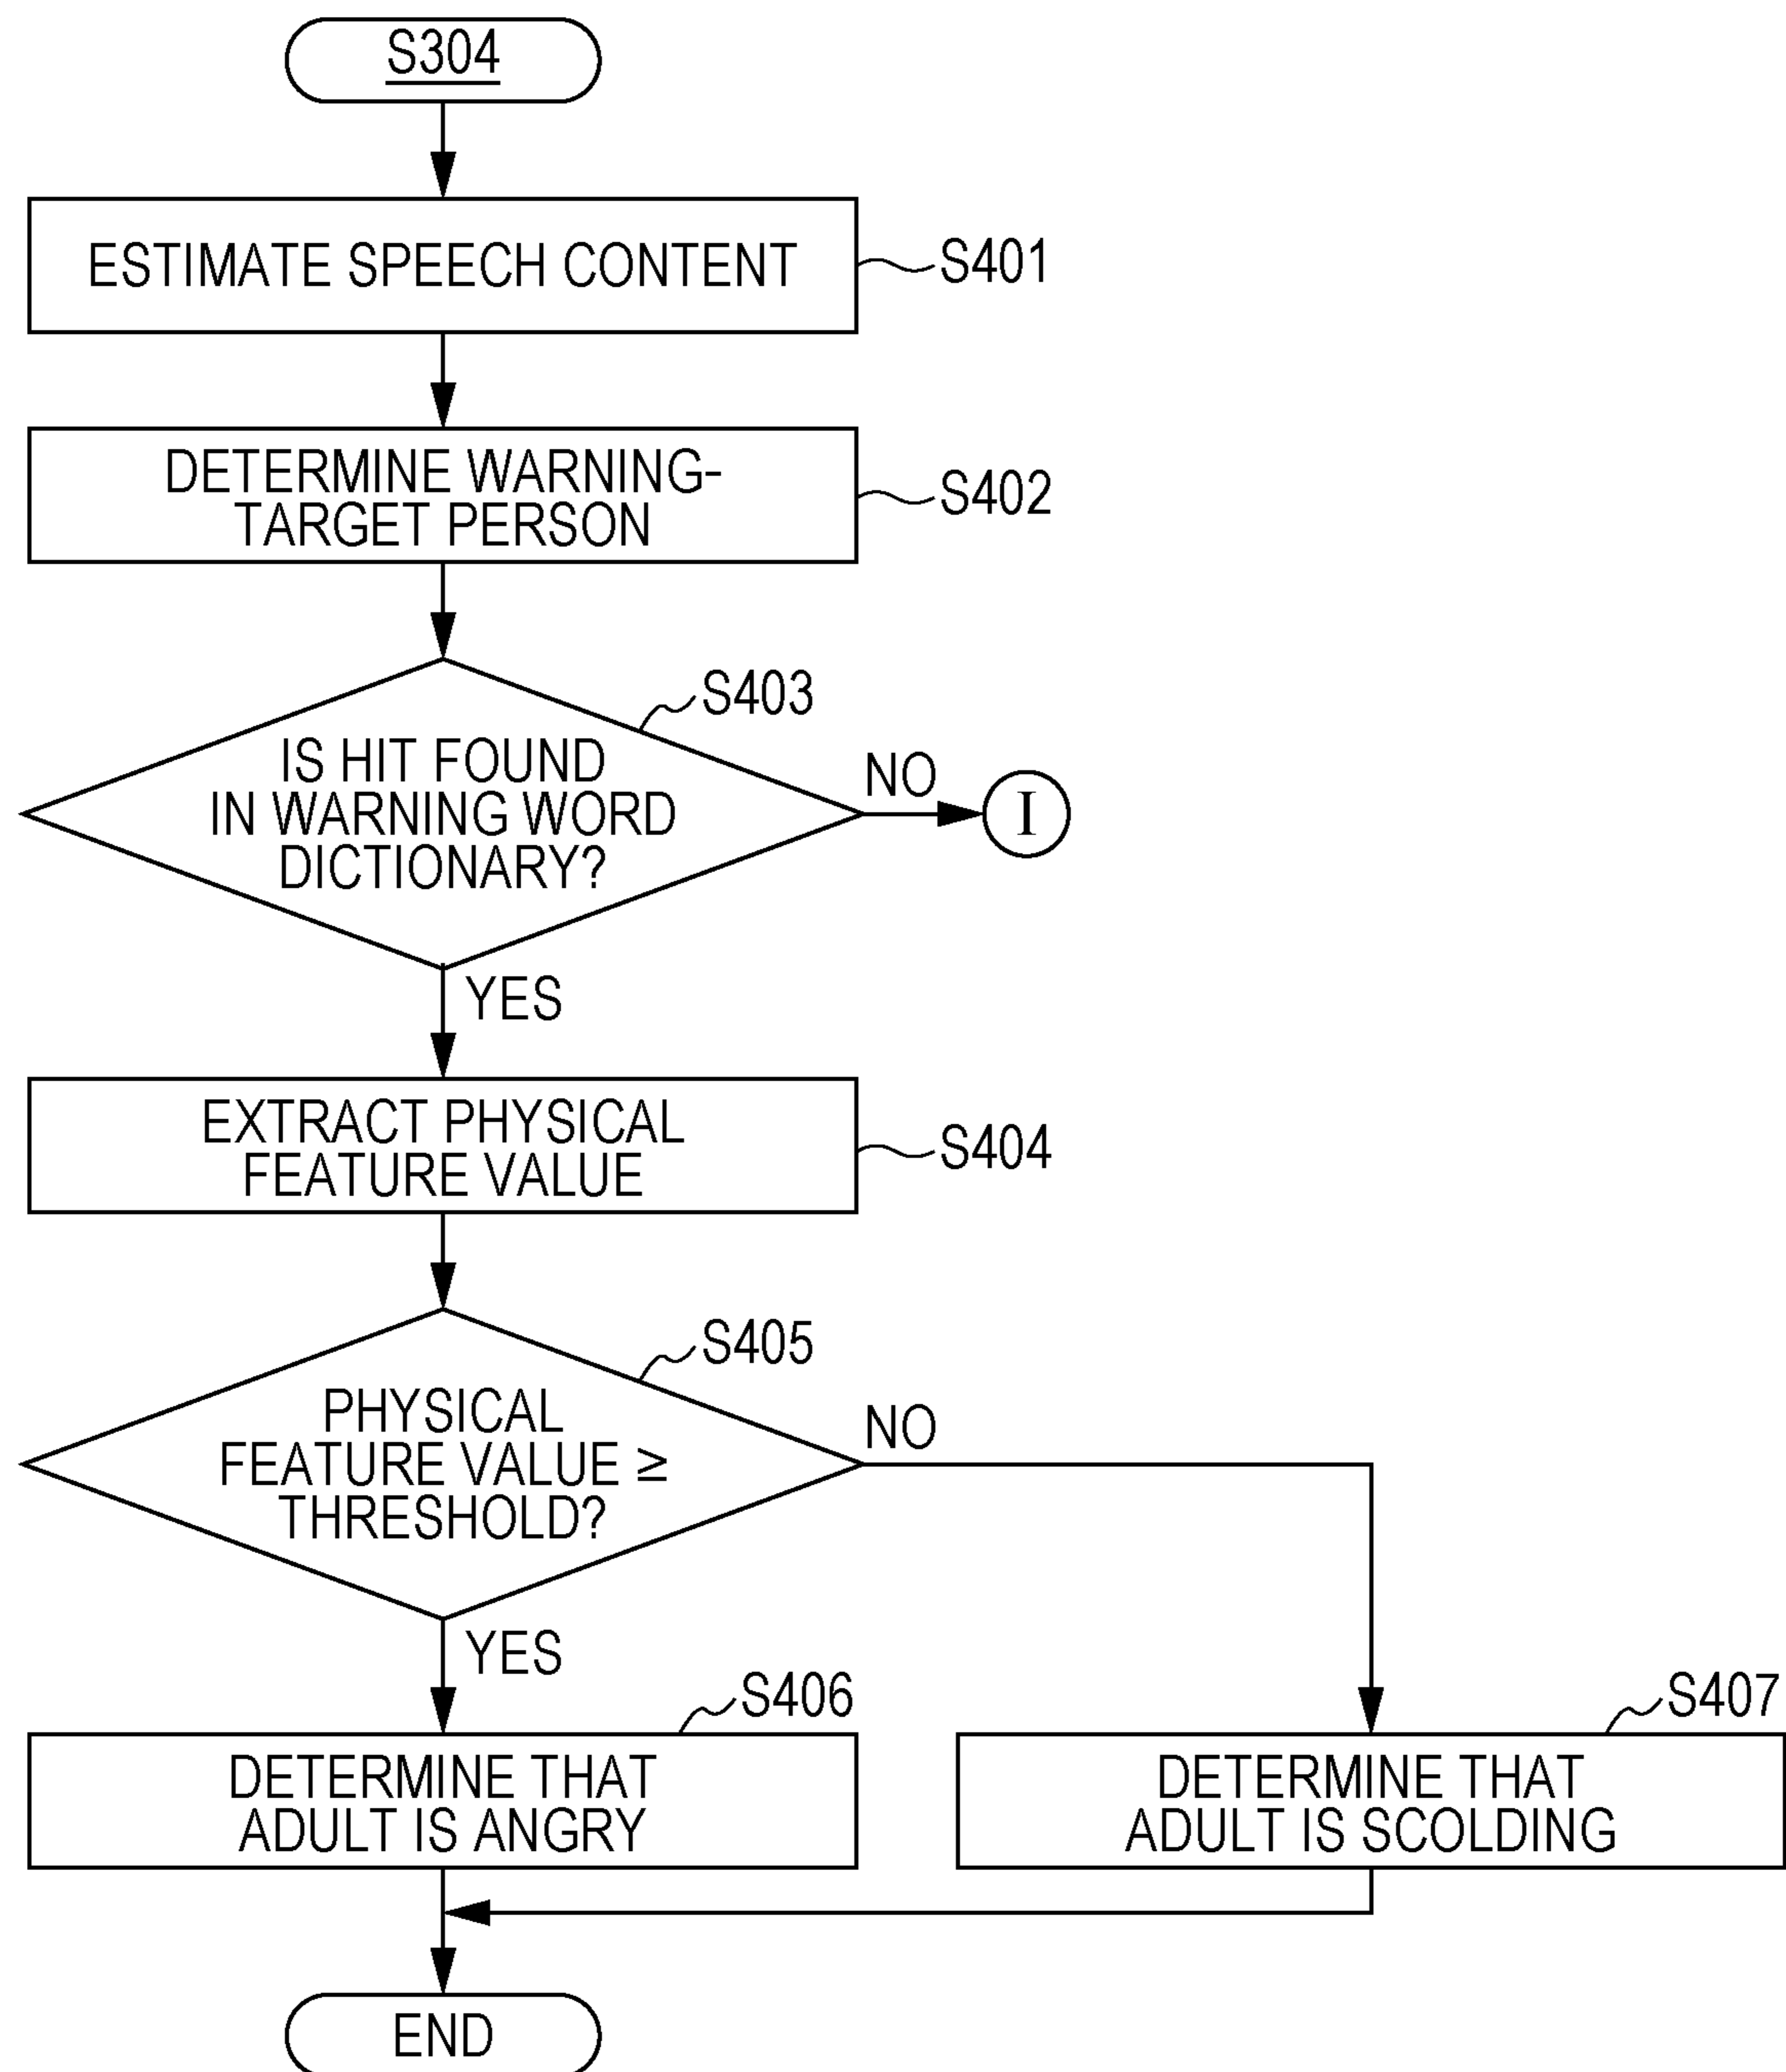 S304
ESTIMATE SPEECH CONTENT
S401
DETERMINE WARNING-
TARGET PERSON
S402
S403
IS HIT FOUND
IN WARNING WORD
DICTIONARY?
NO
I
YES
EXTRACT PHYSICAL
FEATURE VALUE
S404
S405
PHYSICAL
FEATURE VALUE ≥
THRESHOLD?
NO
YES
S406
DETERMINE THAT
ADULT IS ANGRY
S407
DETERMINE THAT
ADULT IS SCOLDING
END